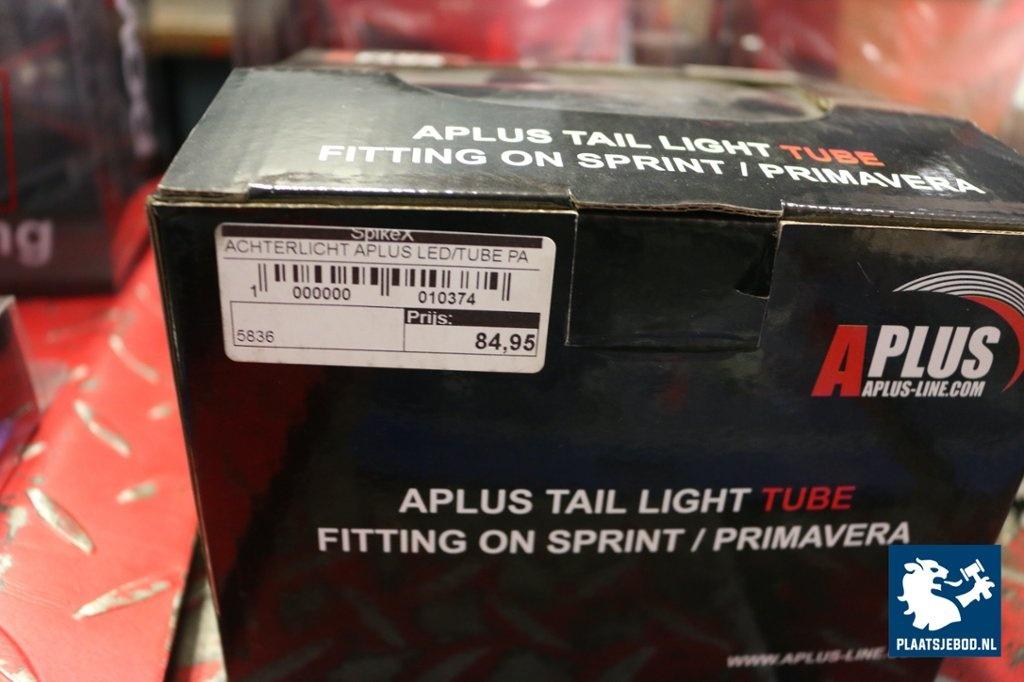 APLUS TAIL LIGHT TUBE
FITTING ON SPRINT / PRIMAVERA
SpikeX
ACHTERLICHT APLUS LED/TUBE PA
1 000000 010374
Prijs:
5836
84,95
APLUS
APLUS-LINE.COM
APLUS TAIL LIGHT TUBE
FITTING ON SPRINT / PRIMAVERA
ng
PLAATSJEBOD.NL